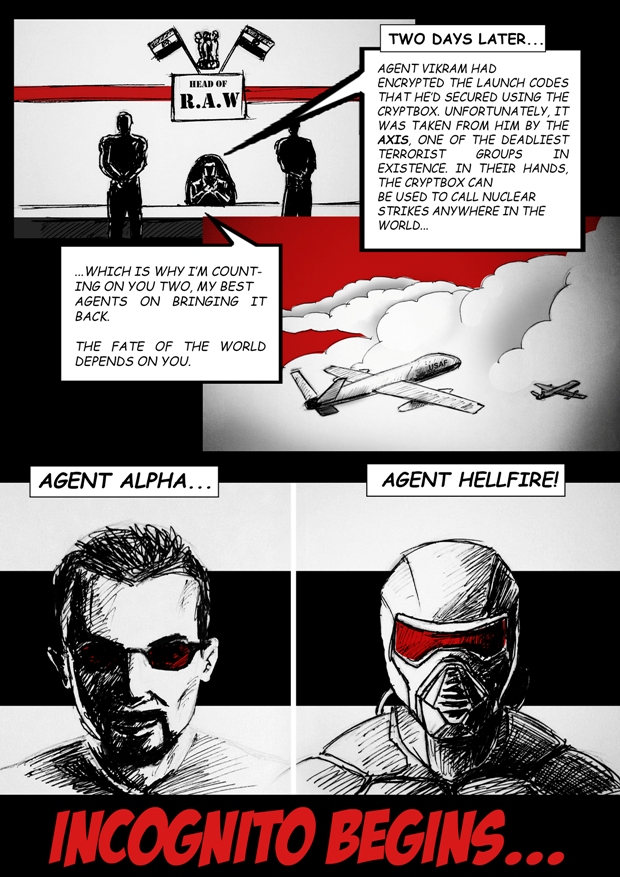 TWO DAYS LATER...
HEAD OF
R.A.W
AGENT VIKRAM HAD
ENCRYPTED THE LAUNCH CODES
THAT HE'D SECURED USING THE
CRYPTBOX. UNFORTUNATELY, IT
WAS TAKEN FROM HIM BY THE
AXIS, ONE OF THE DEADLIEST
TERRORIST GROUPS IN
EXISTENCE. IN THEIR HANDS,
THE CRYPTBOX CAN
BE USED TO CALL NUCLEAR
STRIKES ANYWHERE IN THE
WORLD...
...WHICH IS WHY I'M COUNT-
ING ON YOU TWO, MY BEST
AGENTS ON BRINGING IT
BACK.
THE FATE OF THE WORLD
DEPENDS ON YOU.
USAF
AGENT ALPHA...
AGENT HELLFIRE!
INCOGNITO BEGINS...